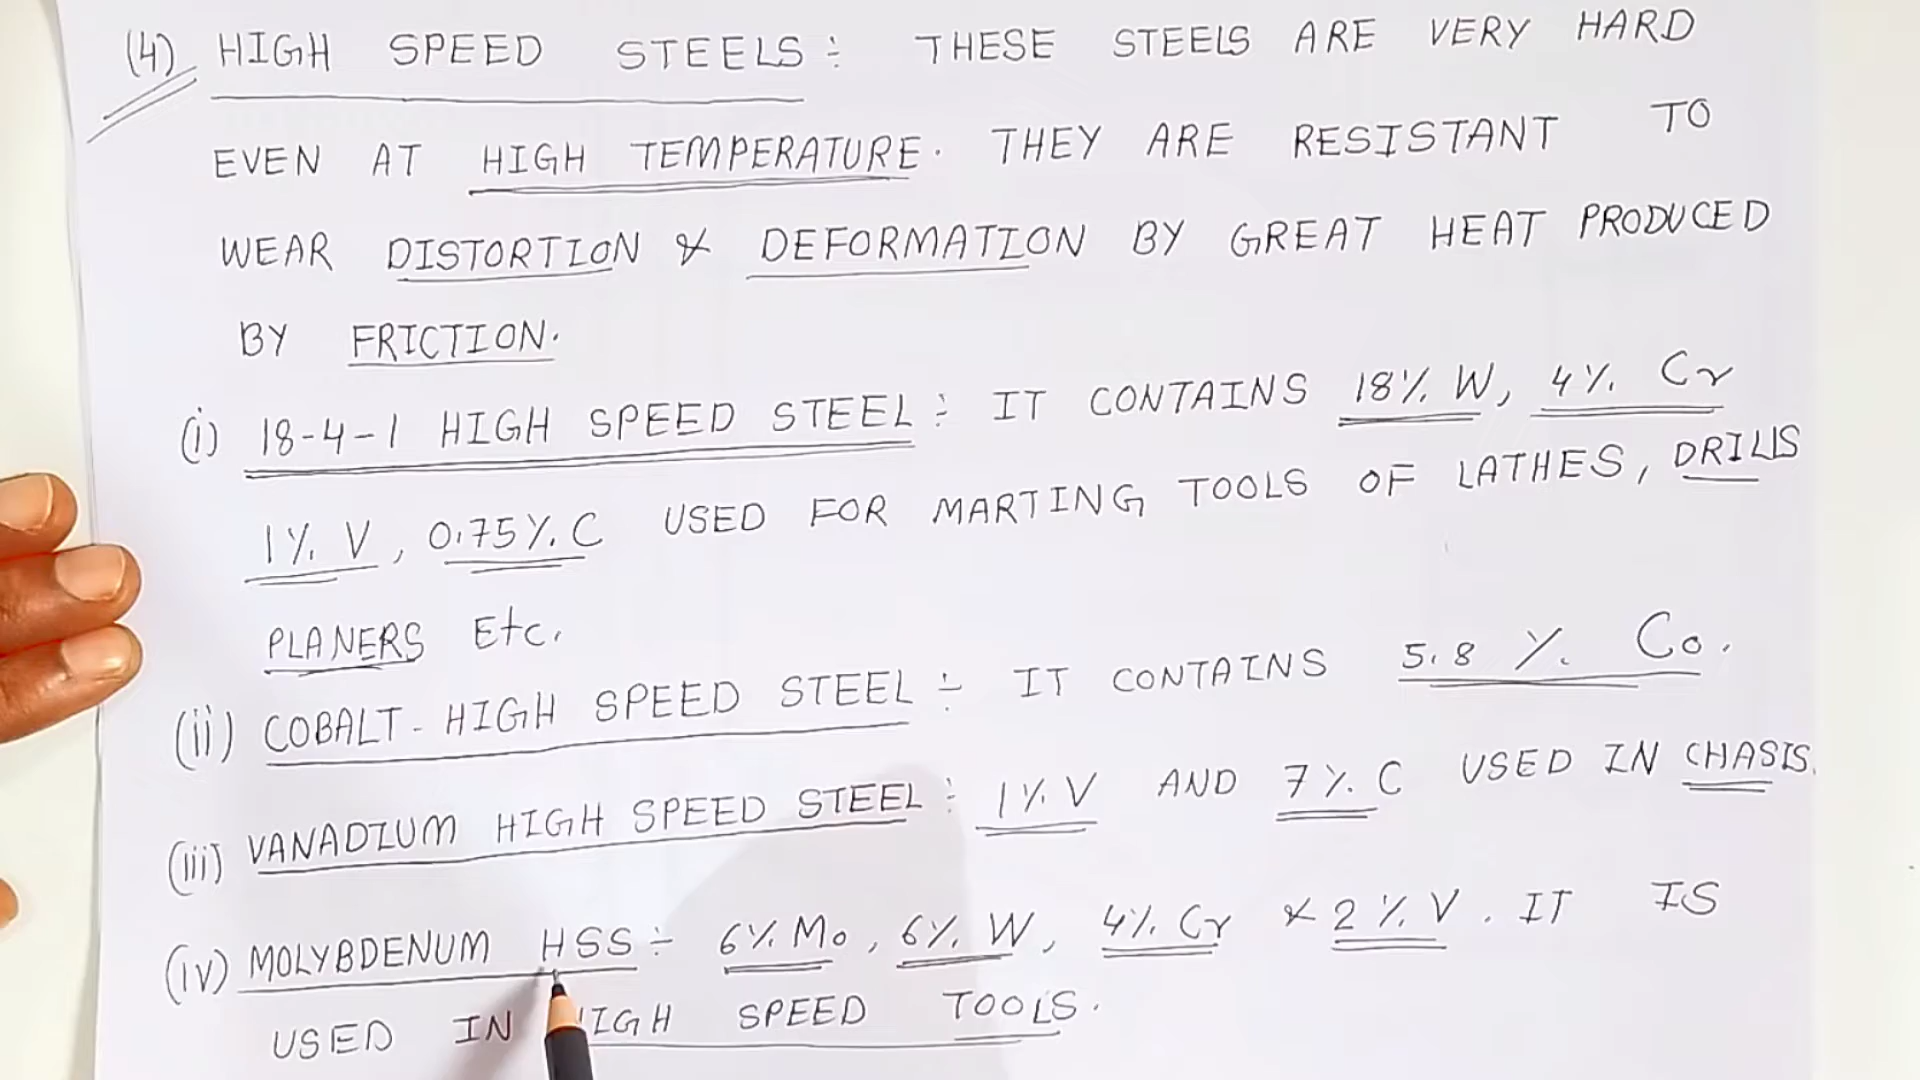 (4) HIGH SPEED STEELS : THESE STEELS ARE VERY HARD
EVEN AT HIGH TEMPERATURE. THEY ARE RESISTANT TO
WEAR DISTORTION & DEFORMATION BY GREAT HEAT PRODUCED
BY FRICTION.
(i) 18-4-1 HIGH SPEED STEEL : IT CONTAINS 18% W, 4% Cr
1% V, 0.75% C USED FOR MARTING TOOLS OF LATHES, DRILLS
PLANERS Etc.
(ii) COBALT - HIGH SPEED STEEL :- IT CONTAINS 5.8 % Co.
(iii) VANADIUM HIGH SPEED STEEL : 1% V AND 7% C USED IN CHASIS.
(iv) MOLYBDENUM HSS :- 6% Mo, 6% W, 4% Cr & 2% V. IT IS
USED IN HIGH SPEED TOOLS.